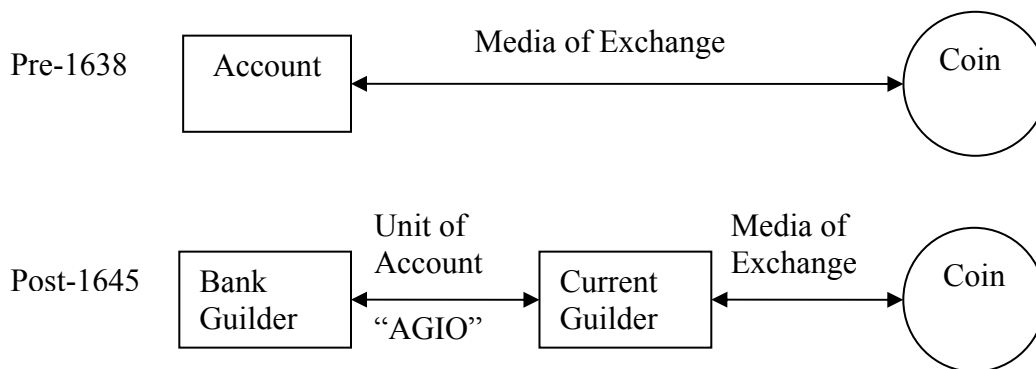 Pre-1638
Account
Media of Exchange
Coin
Post-1645
Bank
Guilder
Unit of
Account
“AGIO”
Current
Guilder
Media of
Exchange
Coin